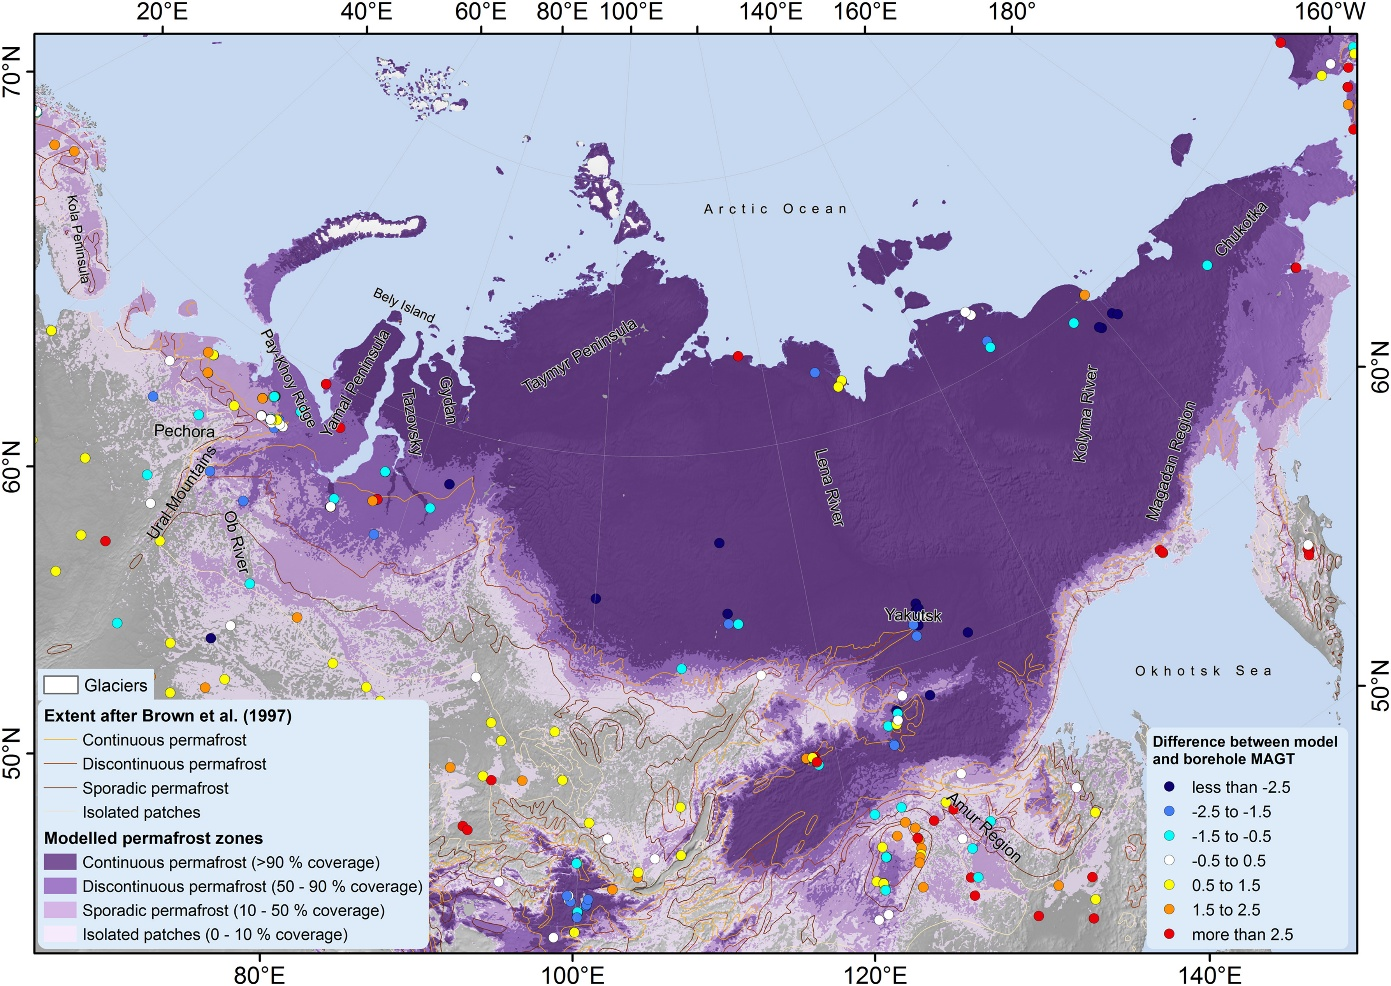 20°E 40°E 60°E 80°E 100°E 140°E 160°E 180° 160°W
70°N
60°N
50°N
60°N
50°N
Kola Peninsula
Arctic Ocean
Chukotka
Bely Island
Pay-Khoy Ridge
Yamal Peninsula
Taymyr Peninsula
Tazovsky
Gydan
Pechora
Ural Mountains
Ob River
Lena River
Kolyma River
Magadan Region
Yakutsk
Okhotsk Sea
Amur Region
Glaciers
Extent after Brown et al. (1997)
Continuous permafrost
Discontinuous permafrost
Sporadic permafrost
Isolated patches
Modelled permafrost zones
Continuous permafrost (>90 % coverage)
Discontinuous permafrost (50 - 90 % coverage)
Sporadic permafrost (10 - 50 % coverage)
Isolated patches (0 - 10 % coverage)
Difference between model
and borehole MAGT
less than -2.5
-2.5 to -1.5
-1.5 to -0.5
-0.5 to 0.5
0.5 to 1.5
1.5 to 2.5
more than 2.5
80°E 100°E 120°E 140°E